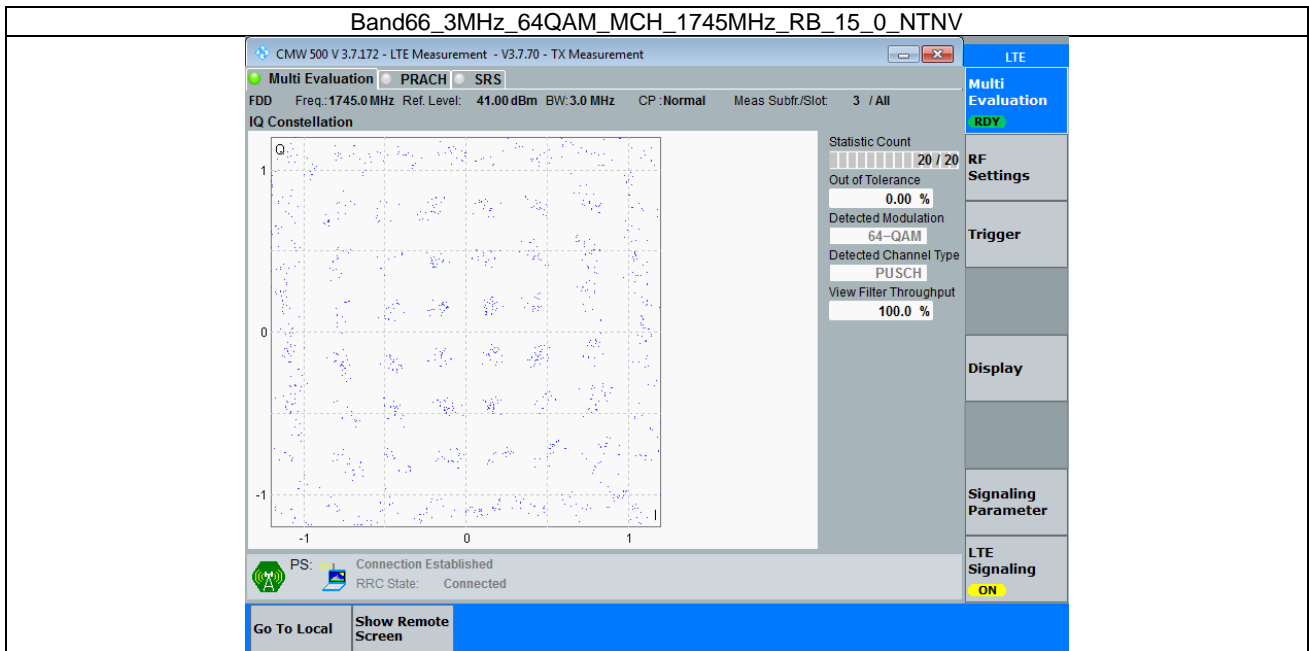 Band66_3MHz_64QAM_MCH_1745MHz_RB_15_0_NTNV
CMW 500 V 3.7.172 - LTE Measurement - V3.7.70 - TX Measurement
LTE
Multi Evaluation PRACH SRS
Multi
Evaluation
RDY
FDD Freq.:1745.0 MHz Ref. Level: 41.00 dBm BW:3.0 MHz CP :Normal Meas Subfr./Slot: 3 / All
IQ Constellation
Q
1
0
-1
-1 0 1
I
Statistic Count
20 / 20
Out of Tolerance
0.00 %
Detected Modulation
64-QAM
Detected Channel Type
PUSCH
View Filter Throughput
100.0 %
RF
Settings
Trigger
Display
Signaling
Parameter
LTE
Signaling
ON
PS: Connection Established
RRC State: Connected
Go To Local
Show Remote
Screen